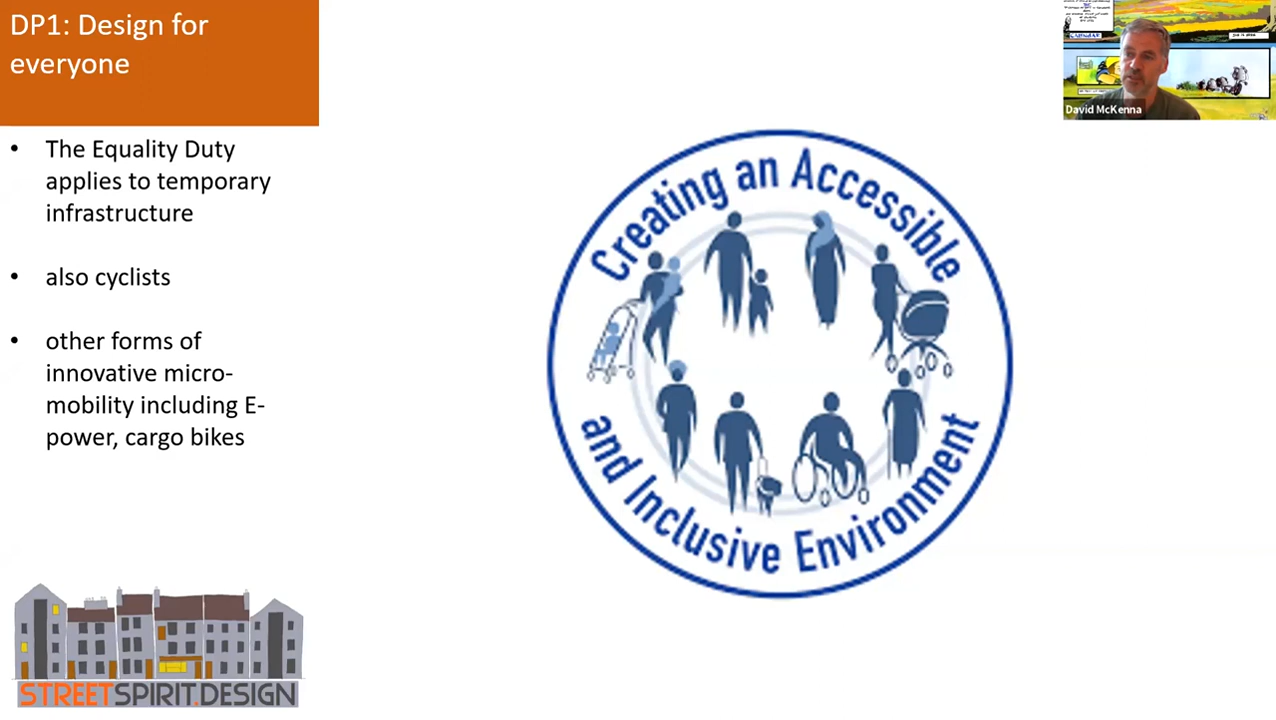 DP1: Design for
everyone
• The Equality Duty
applies to temporary
infrastructure
• also cyclists
• other forms of
innovative micro-
mobility including E-
power, cargo bikes
Creating an Accessible
and Inclusive Environment
STREETSPIRIT.DESIGN
David McKenna